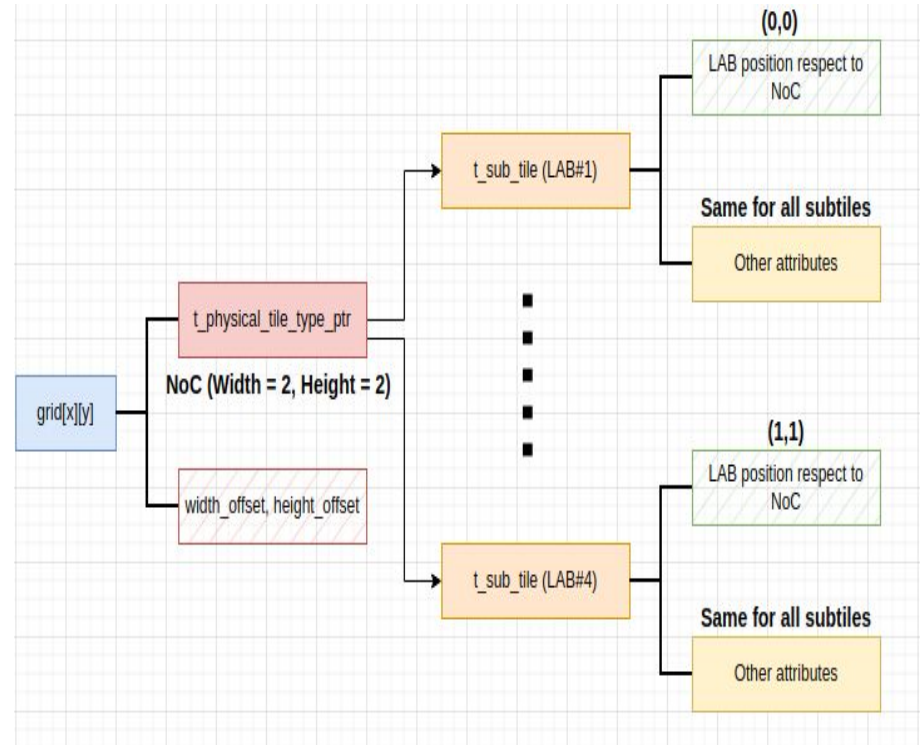 (0,0)
LAB position respect to
NoC
t_sub_tile (LAB#1)
Same for all subtiles
Other attributes
t_physical_tile_type_ptr
NoC (Width = 2, Height = 2)
grid[x][y]
(1,1)
LAB position respect to
NoC
width_offset, height_offset
t_sub_tile (LAB#4)
Same for all subtiles
Other attributes